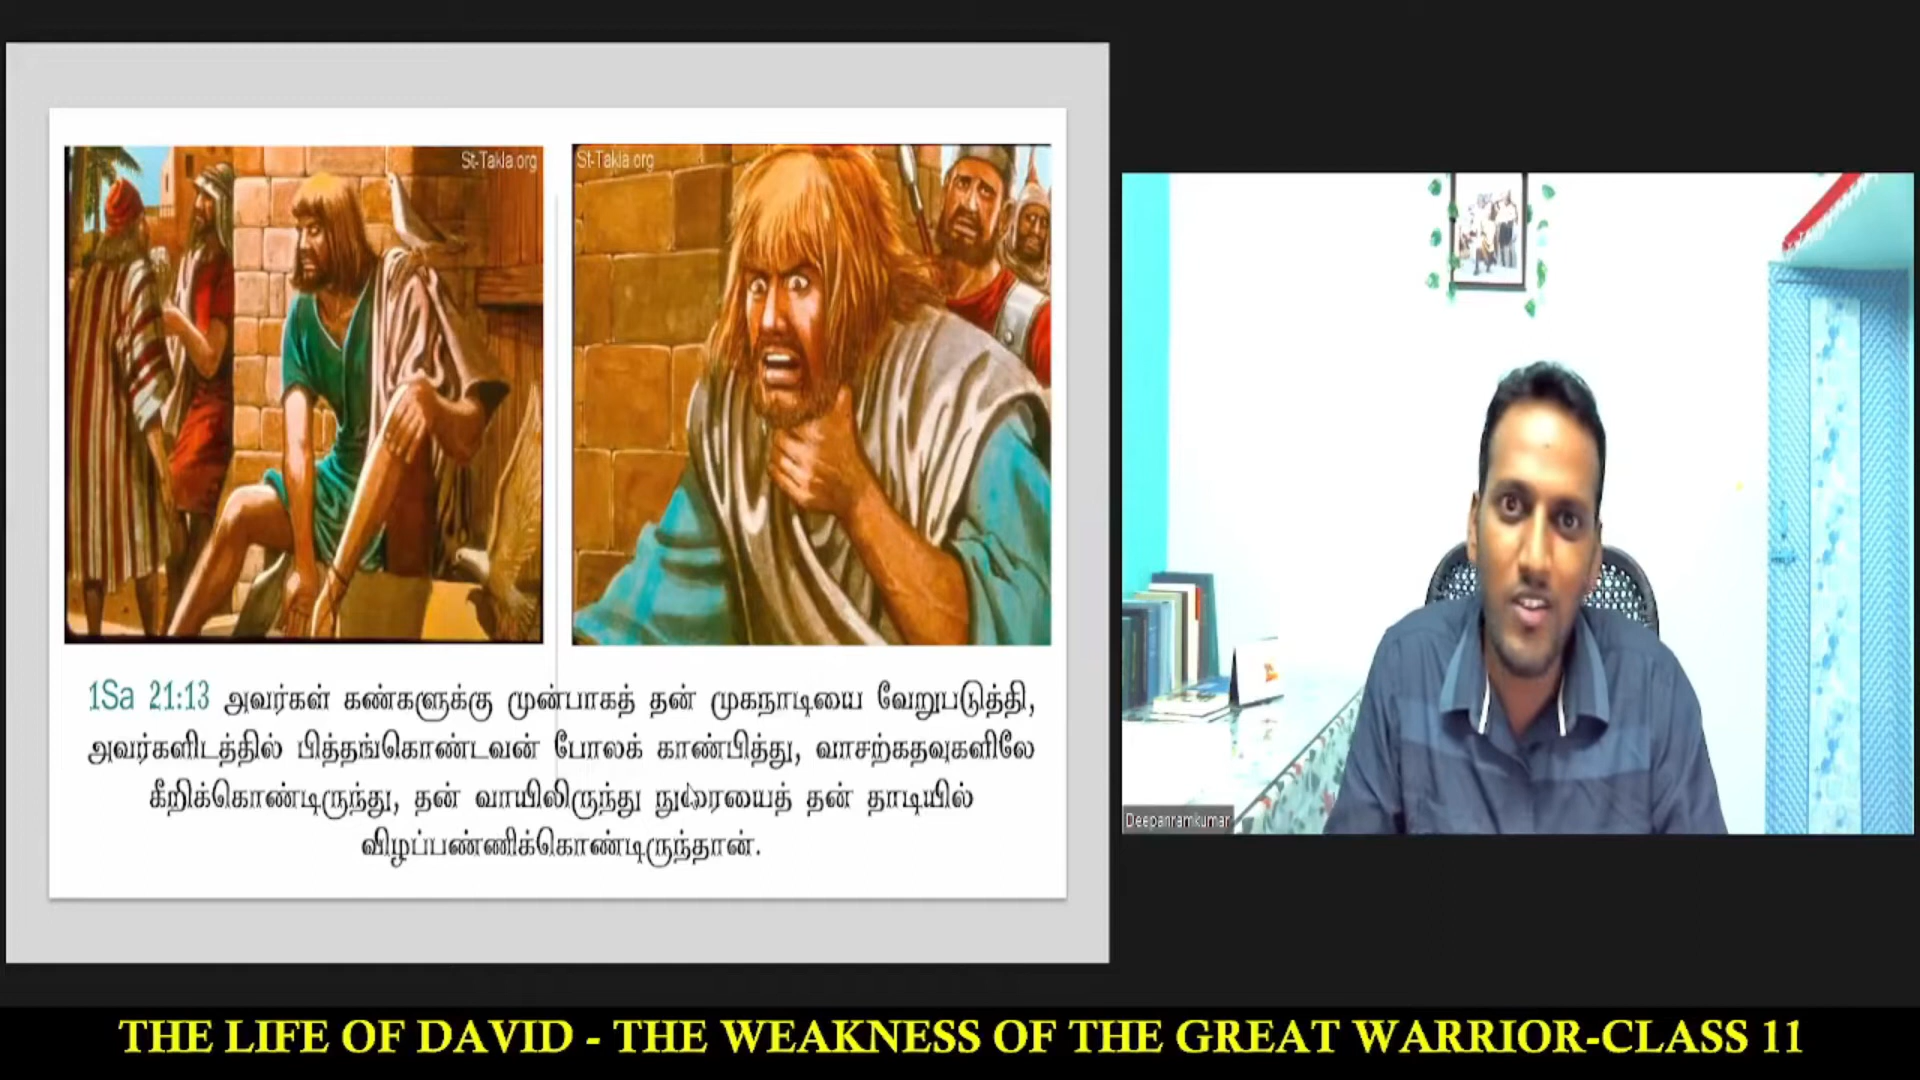 St-Takla.org
St-Takla.org
1Sa 21:13 அவர்கள் கண்களுக்கு முன்பாகத் தன் முகநாடியை வேறுபடுத்தி,
அவர்களிடத்தில் பித்தங்கொண்டவன் போலக் காண்பித்து, வாசற்கதவுகளிலே
கீறிக்கொண்டிருந்து, தன் வாயிலிருந்து நுரையைத் தன் தாடியில்
விழப்பண்ணிக்கொண்டிருந்தான்.
Deepanramkumar
THE LIFE OF DAVID - THE WEAKNESS OF THE GREAT WARRIOR-CLASS 11